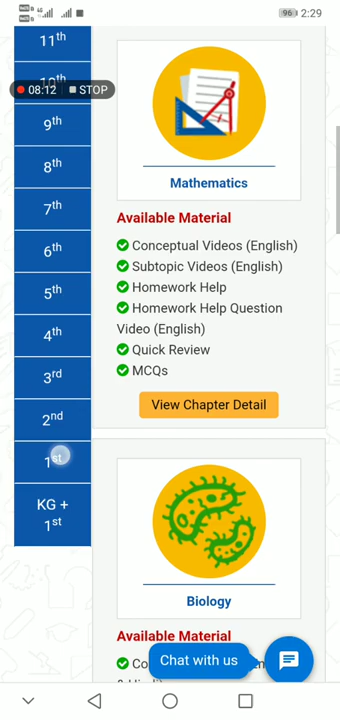 96 2:29
11th
10th
08:12 STOP
9th
8th
7th
6th
5th
4th
3rd
2nd
1st
KG +
1st
Mathematics
Available Material
Conceptual Videos (English)
Subtopic Videos (English)
Homework Help
Homework Help Question
Video (English)
Quick Review
MCQs
View Chapter Detail
Biology
Available Material
Chat with us